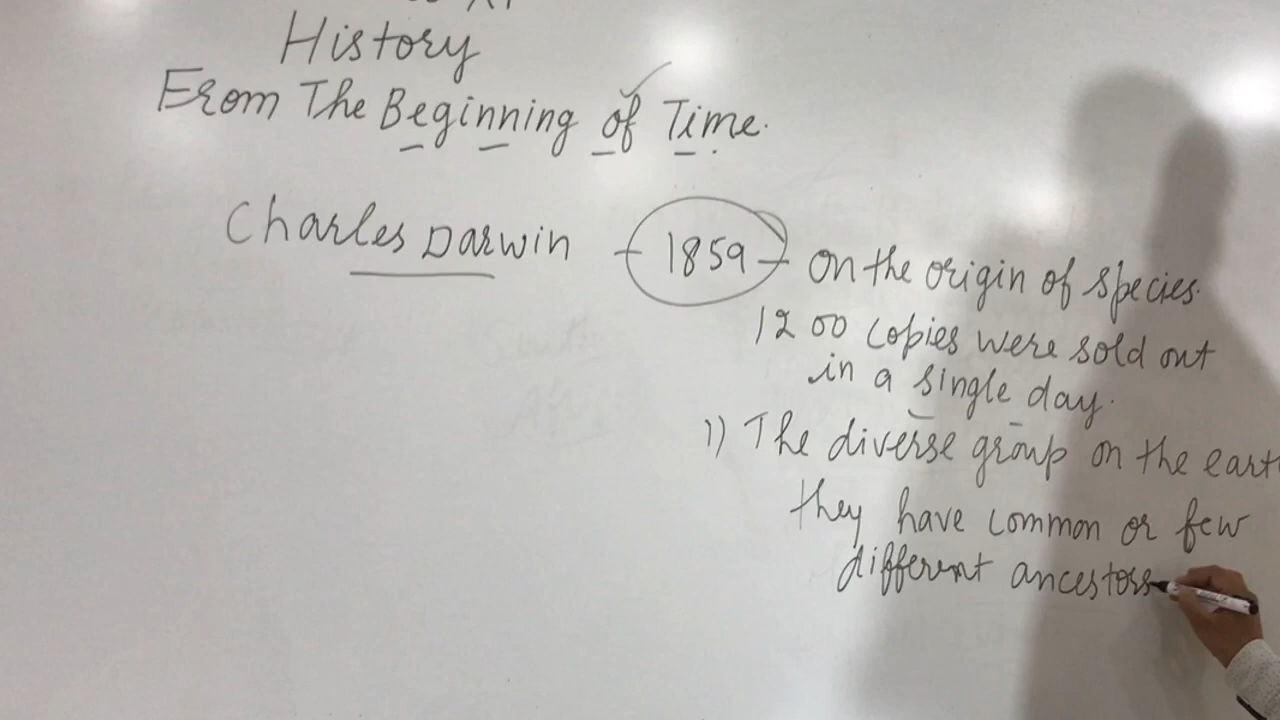 History
From The Beginning of Time.
Charles Darwin - 1859 - on the origin of species.
1200 copies were sold out
in a single day.
1) The diverse group on the earth
they have common or few
different ancestors